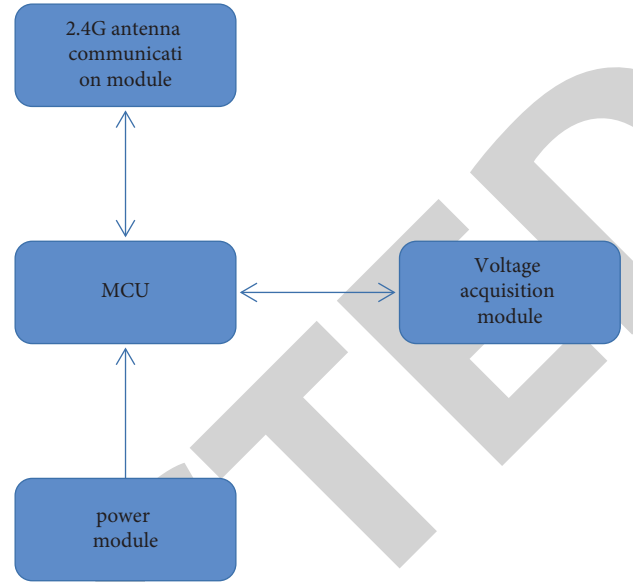 2.4G antenna
communicati
on module
MCU
Voltage
acquisition
module
power
module